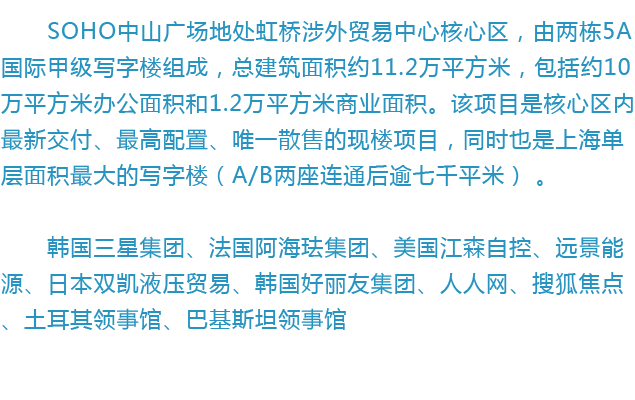 SOHO中山广场地处虹桥涉外贸易中心核心区，由两栋5A
国际甲级写字楼组成，总建筑面积约11.2万平方米，包括约10
万平方米办公面积和1.2万平方米商业面积。该项目是核心区内
最新交付、最高配置、唯一散售的现楼项目，同时也是上海单
层面积最大的写字楼（A/B两座连通后逾七千平米）。
韩国三星集团、法国阿海珐集团、美国江森自控、远景能
源、日本双凯液压贸易、韩国好丽友集团、人人网、搜狐焦点
、土耳其领事馆、巴基斯坦领事馆